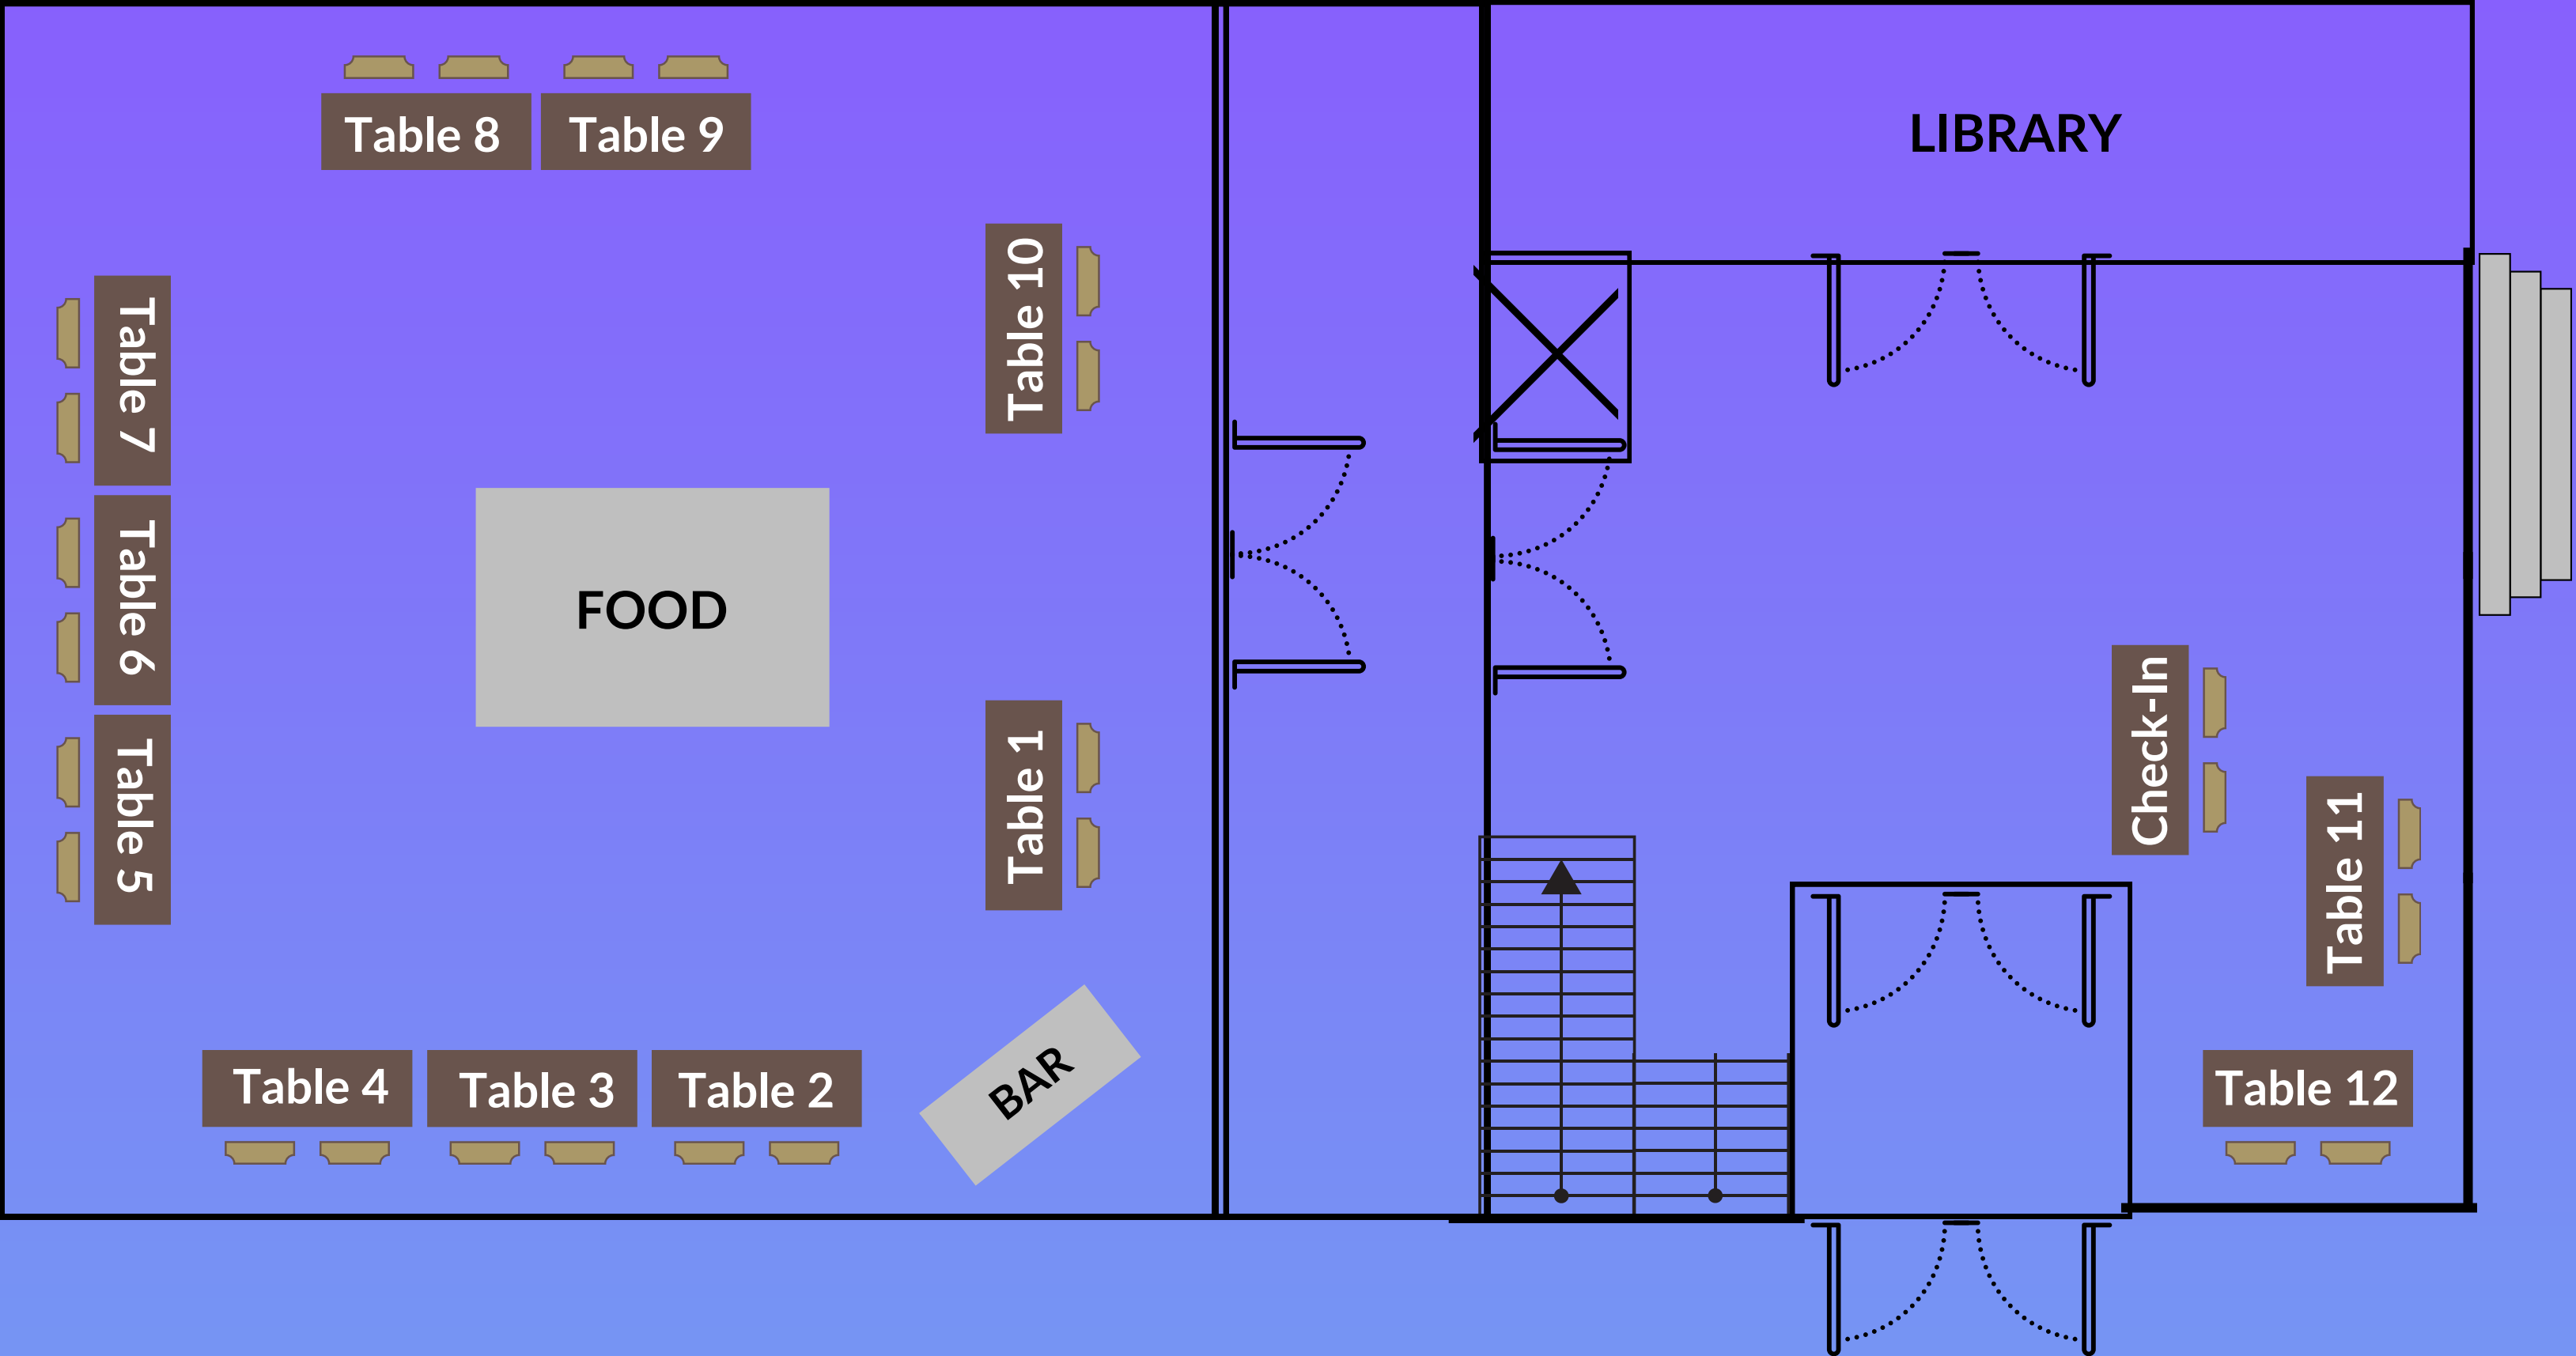 LIBRARY
Table 8
Table 9
Table 10
Table 7
FOOD
Table 6
Check-In
Table 1
Table 5
Table 11
BAR
Table 4
Table 3
Table 2
Table 12